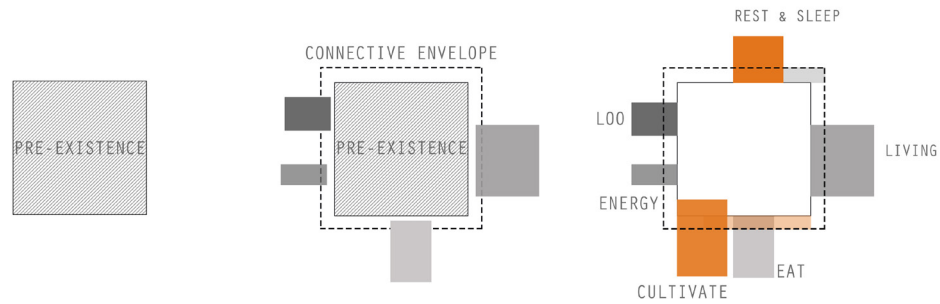 REST & SLEEP
CONNECTIVE ENVELOPE
LOO
PRE-EXISTENCE
PRE-EXISTENCE
LIVING
ENERGY
EAT
CULTIVATE